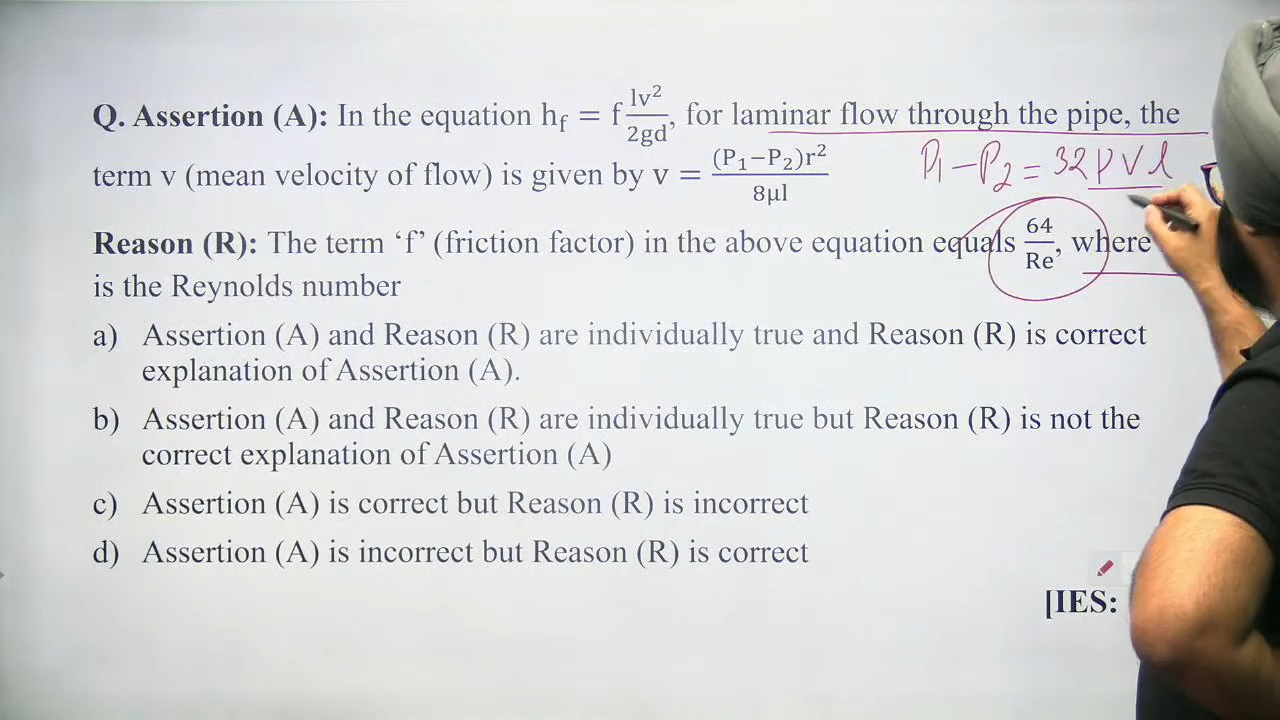 Q. Assertion (A): In the equation h_f = f lv²/2gd, for laminar flow through the pipe, the
term v (mean velocity of flow) is given by v = (P₁−P₂)r²/8μl
P₁ − P₂ = 32 μ V l
Reason (R): The term ‘f’ (friction factor) in the above equation equals 64/Re, where
is the Reynolds number
a) Assertion (A) and Reason (R) are individually true and Reason (R) is correct
explanation of Assertion (A).
b) Assertion (A) and Reason (R) are individually true but Reason (R) is not the
correct explanation of Assertion (A)
c) Assertion (A) is correct but Reason (R) is incorrect
d) Assertion (A) is incorrect but Reason (R) is correct
[IES: